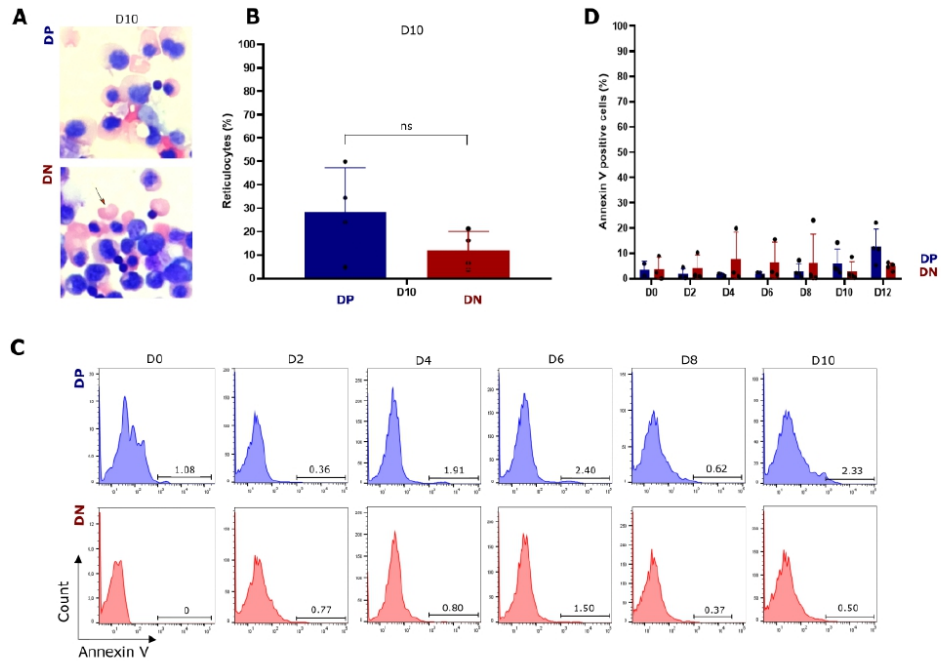 A
D10
DP
DN
B
D10
Reticulocytes (%)
100
90
80
70
60
50
40
30
20
10
0
ns
DP
D10
DN
D
Annexin V positive cells (%)
100
90
80
70
60
50
40
30
20
10
0
D0 D2 D4 D6 D8 D10 D12
DP
DN
C
D0 D2 D4 D6 D8 D10
DP
1.08 0.36 1.91 2.40 0.62 2.33
DN
0 0.77 0.80 1.50 0.37 0.50
Count
Annexin V